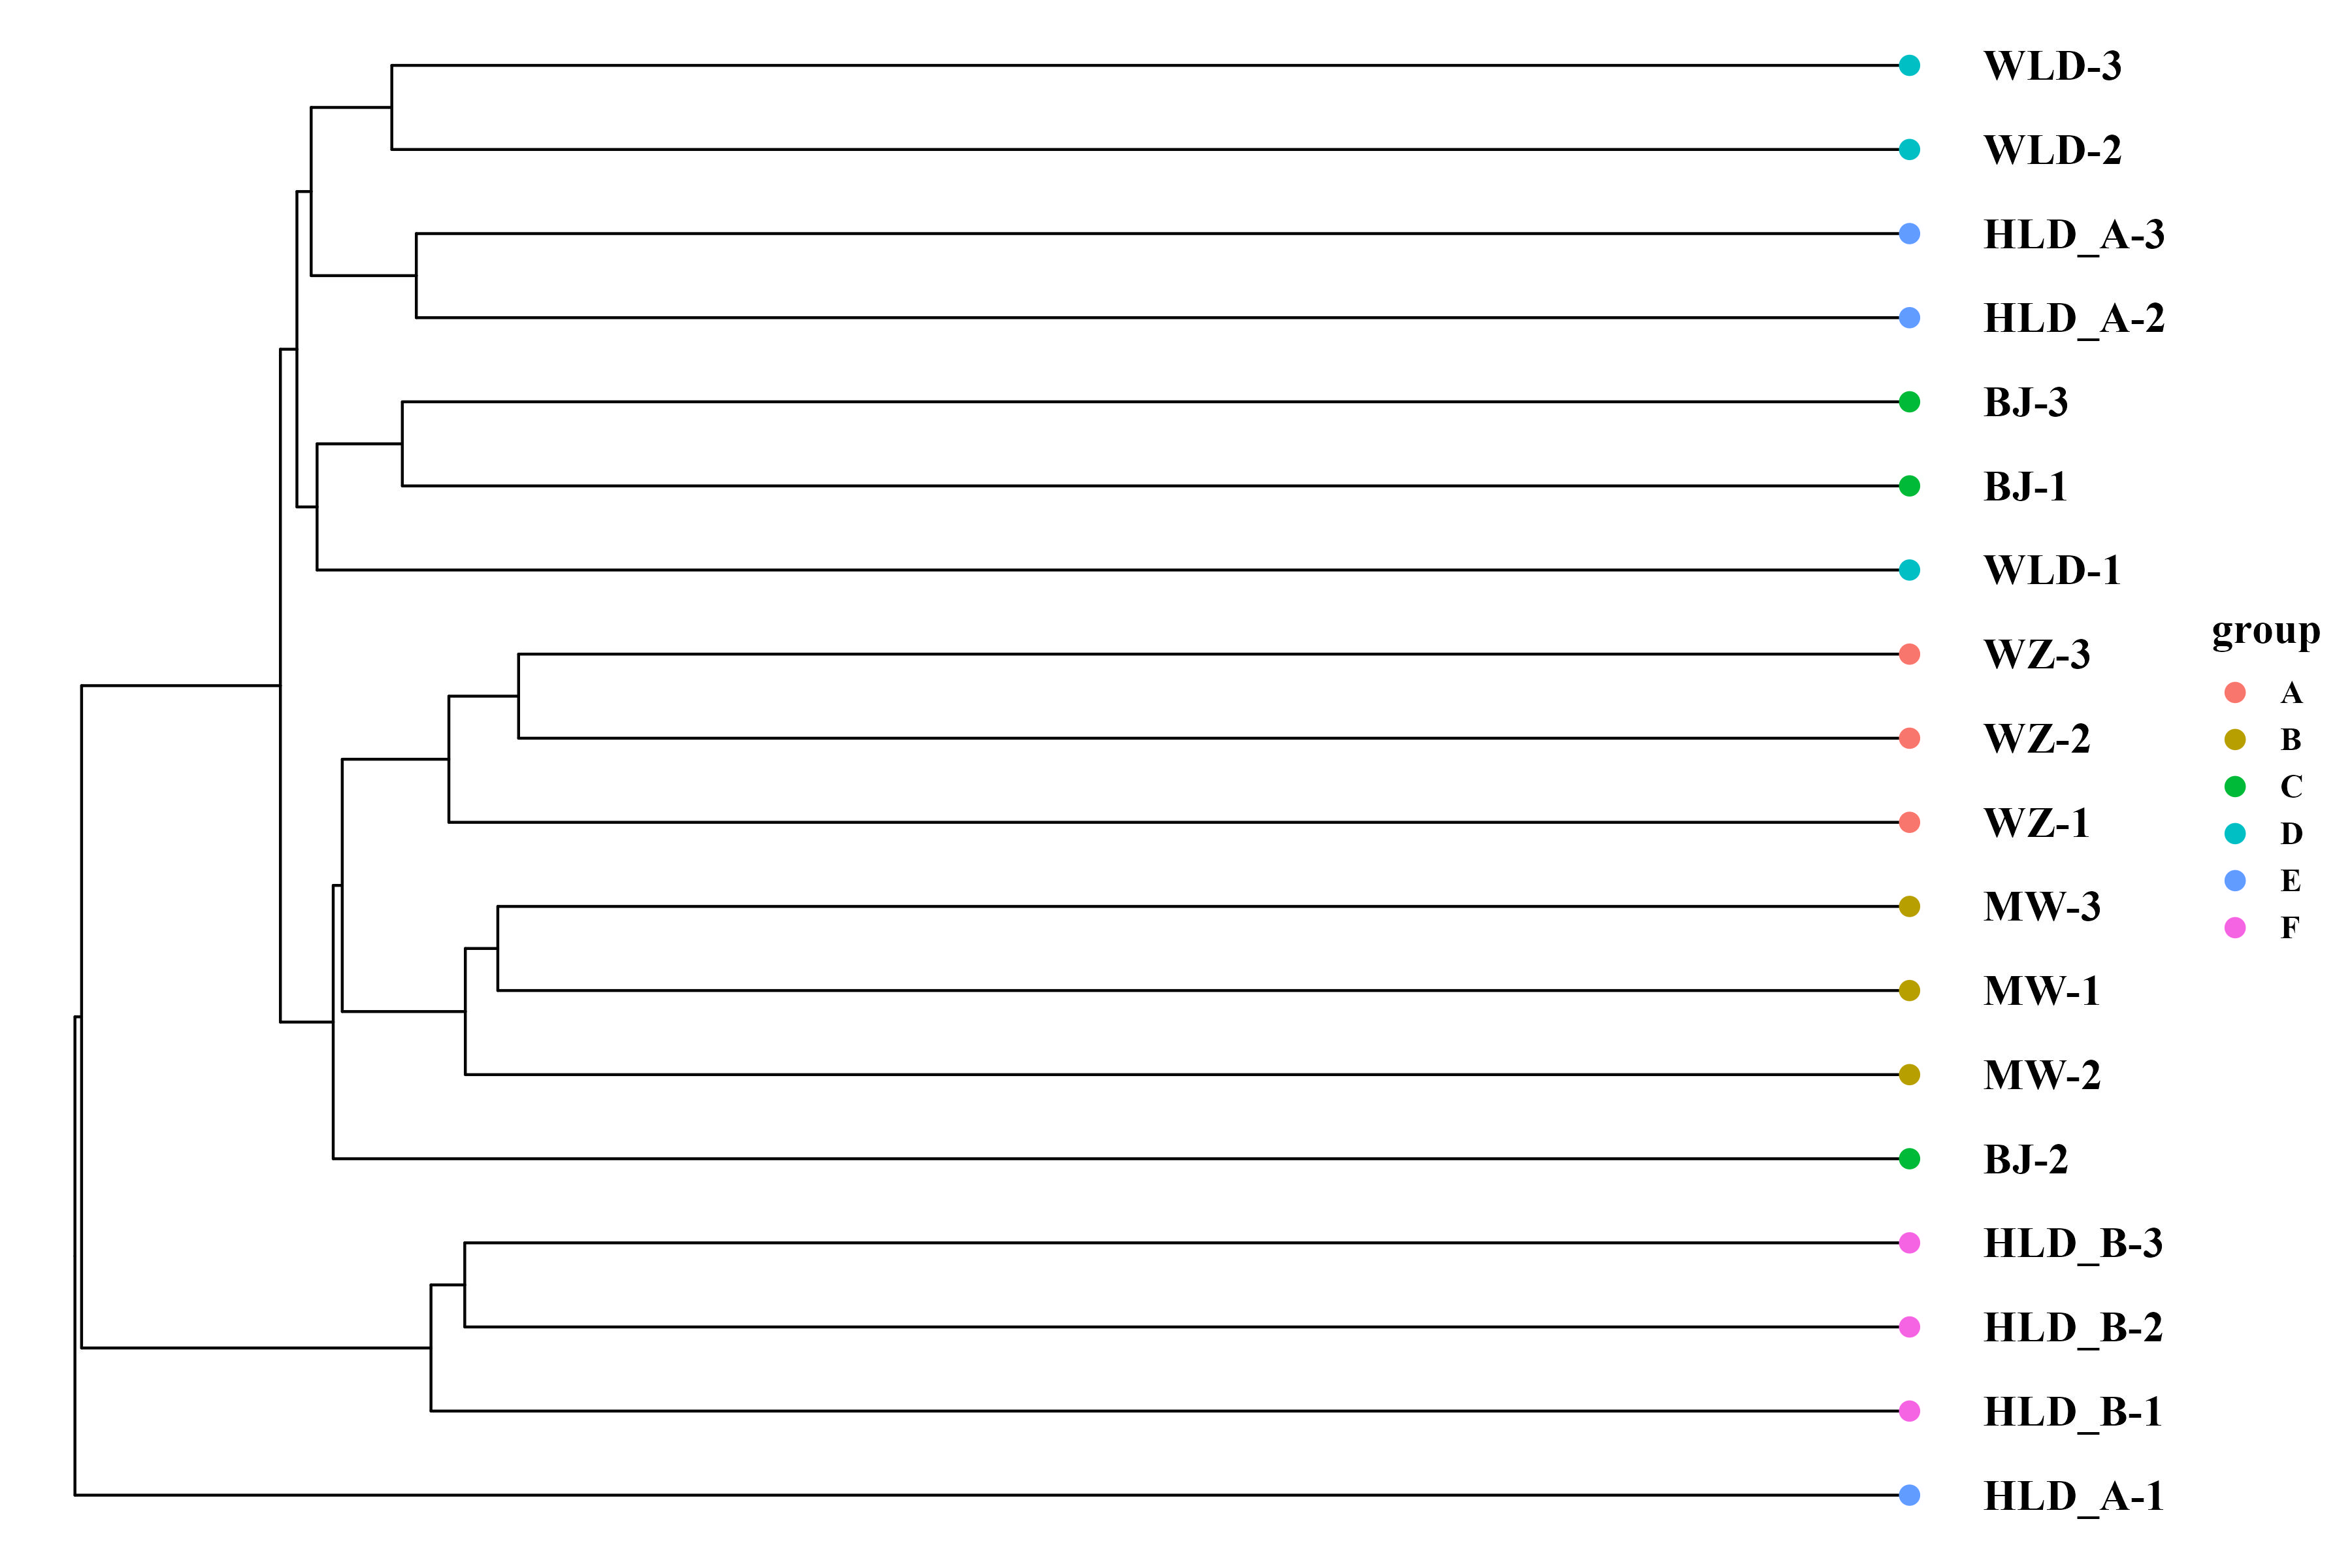 WLD-3
WLD-2
HLD_A-3
HLD_A-2
BJ-3
BJ-1
WLD-1
WZ-3
WZ-2
WZ-1
MW-3
MW-1
MW-2
BJ-2
HLD_B-3
HLD_B-2
HLD_B-1
HLD_A-1
group
A
B
C
D
E
F